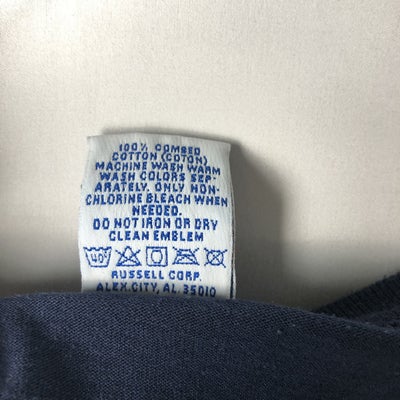 100% COMBED
COTTON (COTON)
MACHINE WASH WARM
WASH COLORS SEP-
ARATELY. ONLY NON-
CHLORINE BLEACH WHEN
NEEDED.
DO NOT IRON OR DRY
CLEAN EMBLEM
40°
RUSSELL CORP.
ALEX. CITY, AL. 35010